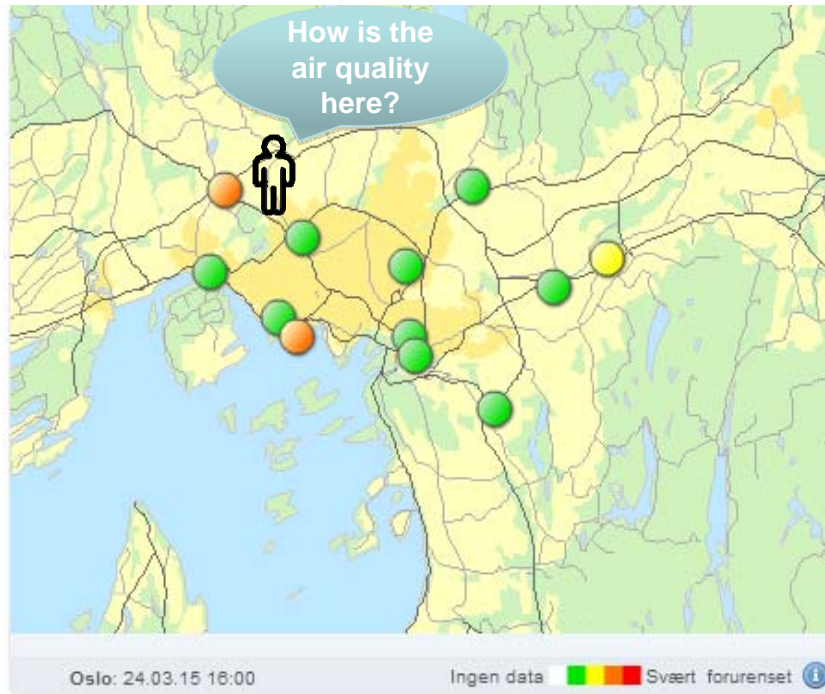 How is the
air quality
here?
Oslo: 24.03.15 16:00
Ingen data Svært forurenset
i